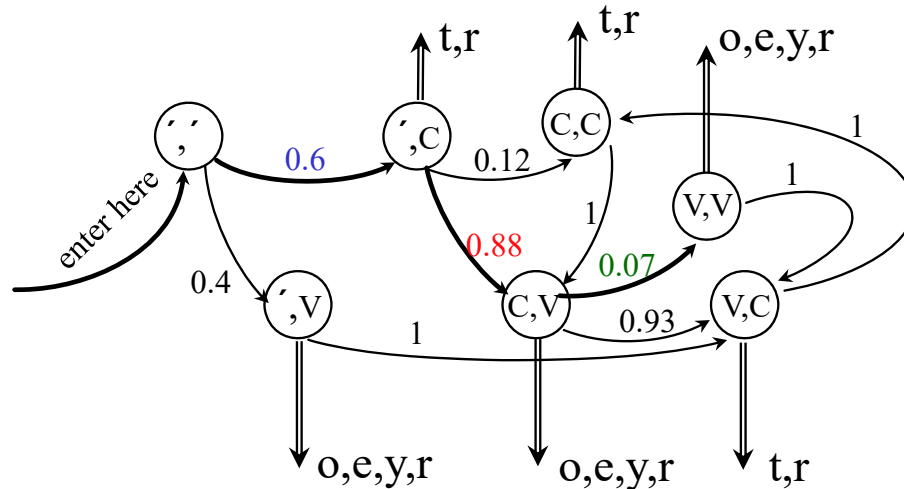 t,r
t,r
o,e,y,r
´,´
0.6
´,C
0.12
C,C
1
enter here
1
V,V
1
0.88
0.07
0.4
´,V
C,V
0.93
V,C
1
o,e,y,r
o,e,y,r
t,r